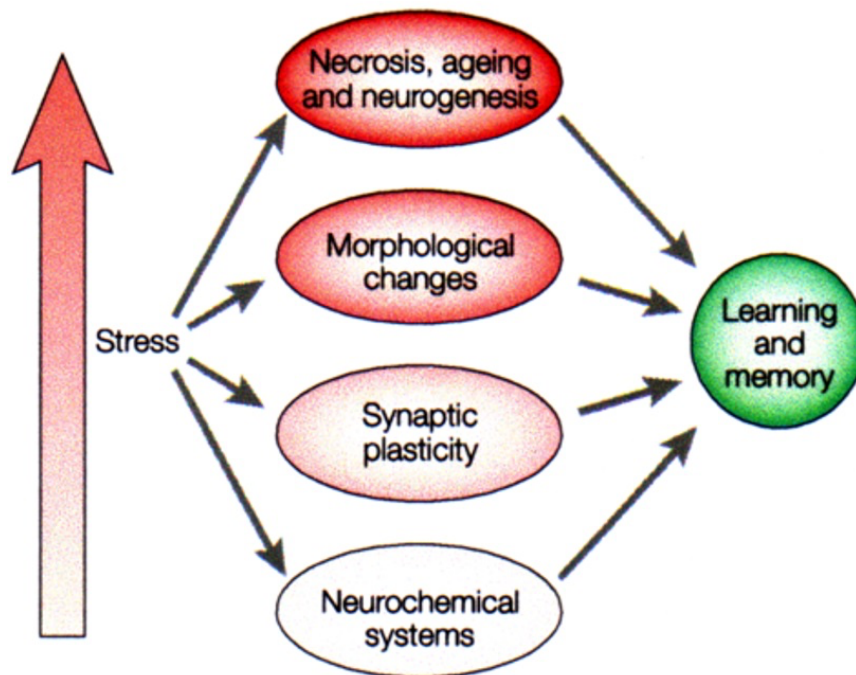 Necrosis, ageing
and neurogenesis
Morphological
changes
Stress
Learning
and
memory
Synaptic
plasticity
Neurochemical
systems